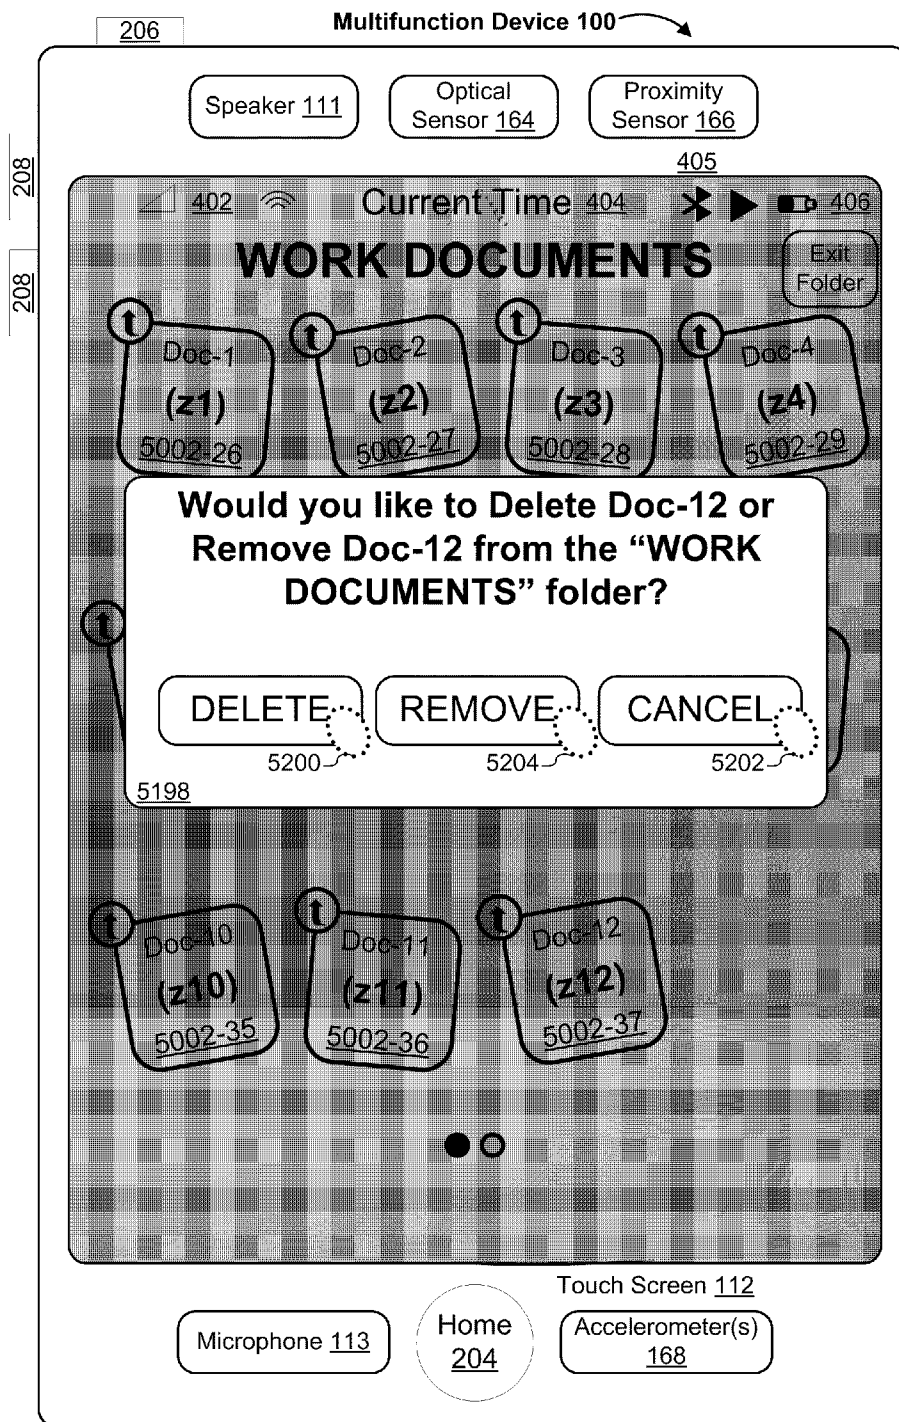 206
Multifunction Device 100
Speaker 111
Optical
Sensor 164
Proximity
Sensor 166
208
208
405
402
Current Time 404
406
WORK DOCUMENTS
Exit
Folder
t
Doc-1
(z1)
5002-26
t
Doc-2
(z2)
5002-27
t
Doc-3
(z3)
5002-28
t
Doc-4
(z4)
5002-29
Would you like to Delete Doc-12 or
Remove Doc-12 from the “WORK
DOCUMENTS” folder?
t
DELETE
REMOVE
CANCEL
5200
5204
5202
5198
t
Doc-10
(z10)
5002-35
t
Doc-11
(z11)
5002-36
t
Doc-12
(z12)
5002-37
Touch Screen 112
Microphone 113
Home
204
Accelerometer(s)
168